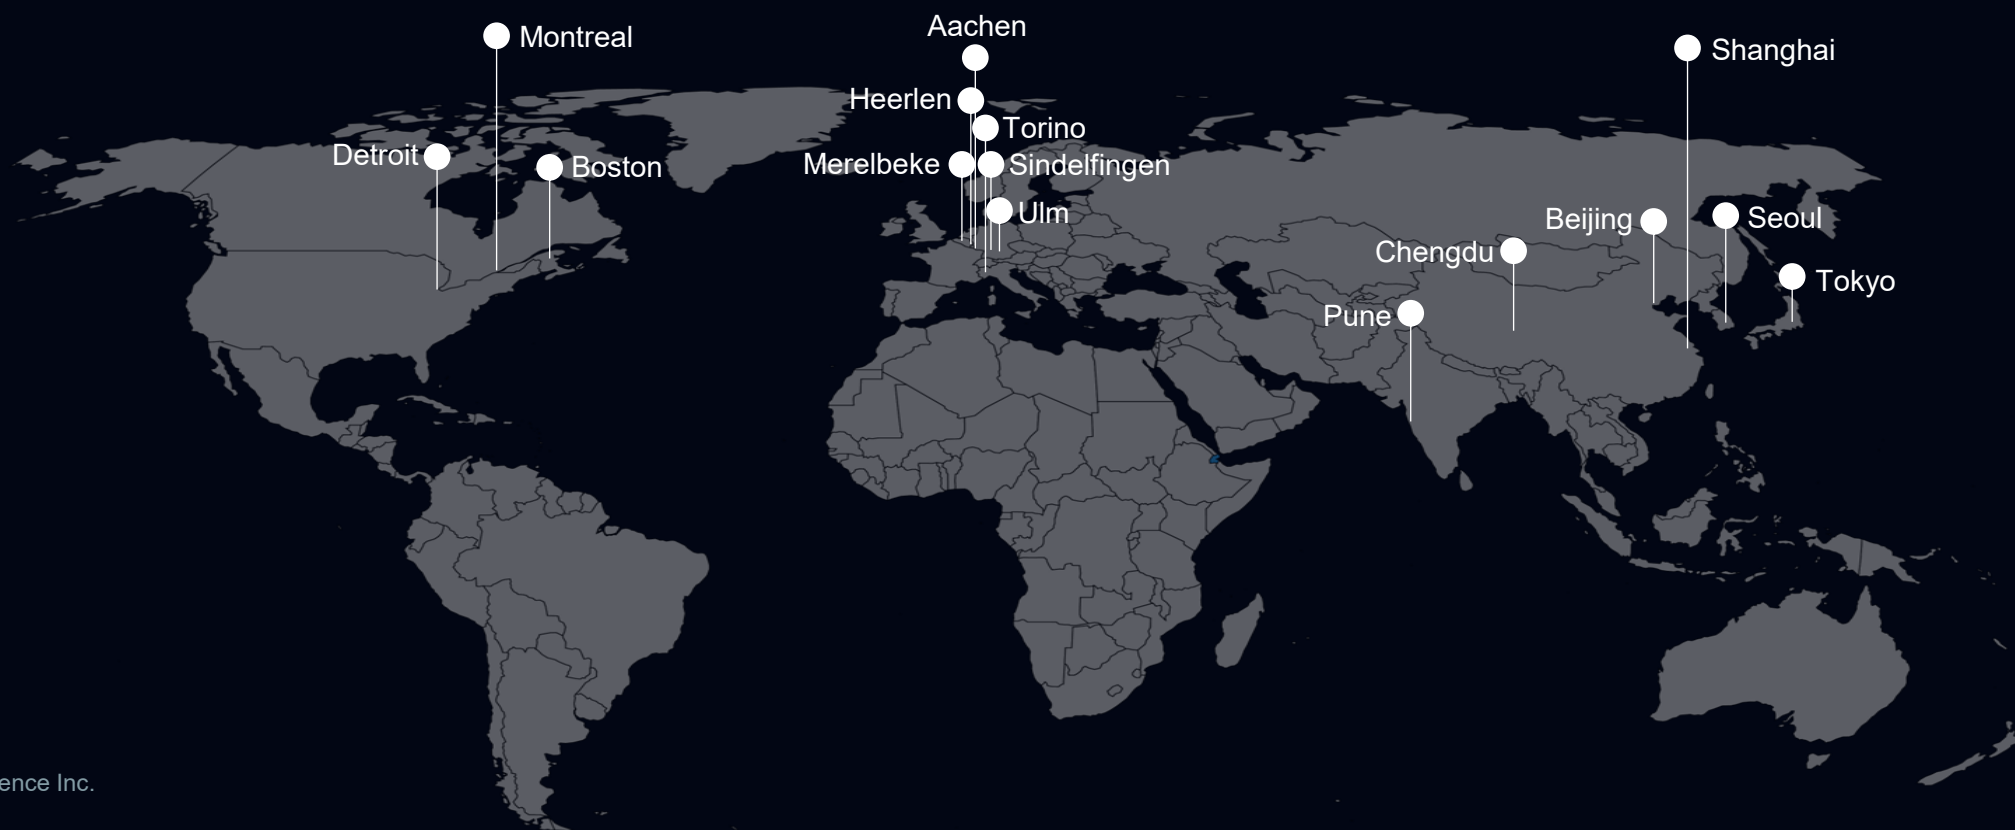 Aachen
Montreal
Shanghai
Heerlen
Torino
Detroit
Boston
Merelbeke
Sindelfingen
Ulm
Beijing
Seoul
Chengdu
Tokyo
Pune
ence Inc.